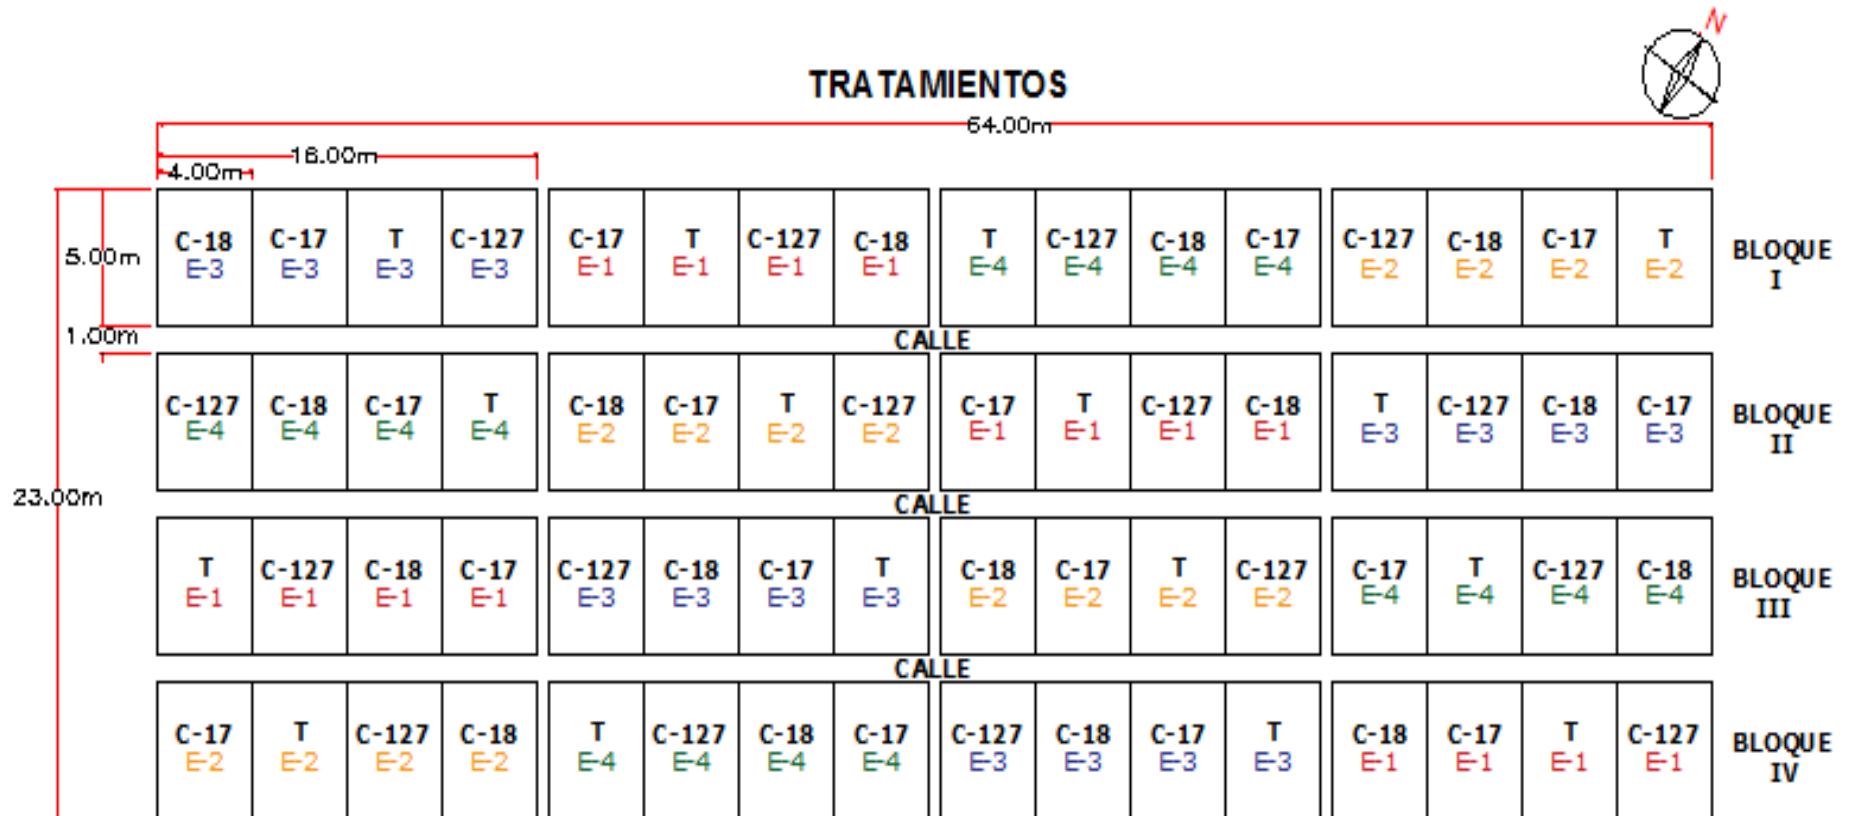 N
TRATAMIENTOS
64.00m
16.00m
4.00m
C-18 C-17 T C-127 C-17 T C-127 C-18 T C-127 C-18 C-17 C-127 C-18 C-17 T
E-3 E-3 E-3 E-3 E-1 E-1 E-1 E-1 E-4 E-4 E-4 E-4 E-2 E-2 E-2 E-2
BLOQUE
I
5.00m
1.00m
CALLE
C-127 C-18 C-17 T C-18 C-17 T C-127 C-17 T C-127 C-18 T C-127 C-18 C-17
E-4 E-4 E-4 E-4 E-2 E-2 E-2 E-2 E-1 E-1 E-1 E-1 E-3 E-3 E-3 E-3
BLOQUE
II
23.00m
CALLE
T C-127 C-18 C-17 C-127 C-18 C-17 T C-18 C-17 T C-127 C-17 T C-127 C-18
E-1 E-1 E-1 E-1 E-3 E-3 E-3 E-3 E-2 E-2 E-2 E-2 E-4 E-4 E-4 E-4
BLOQUE
III
CALLE
C-17 T C-127 C-18 T C-127 C-18 C-17 C-127 C-18 C-17 T C-18 C-17 T C-127
E-2 E-2 E-2 E-2 E-4 E-4 E-4 E-4 E-3 E-3 E-3 E-3 E-1 E-1 E-1 E-1
BLOQUE
IV